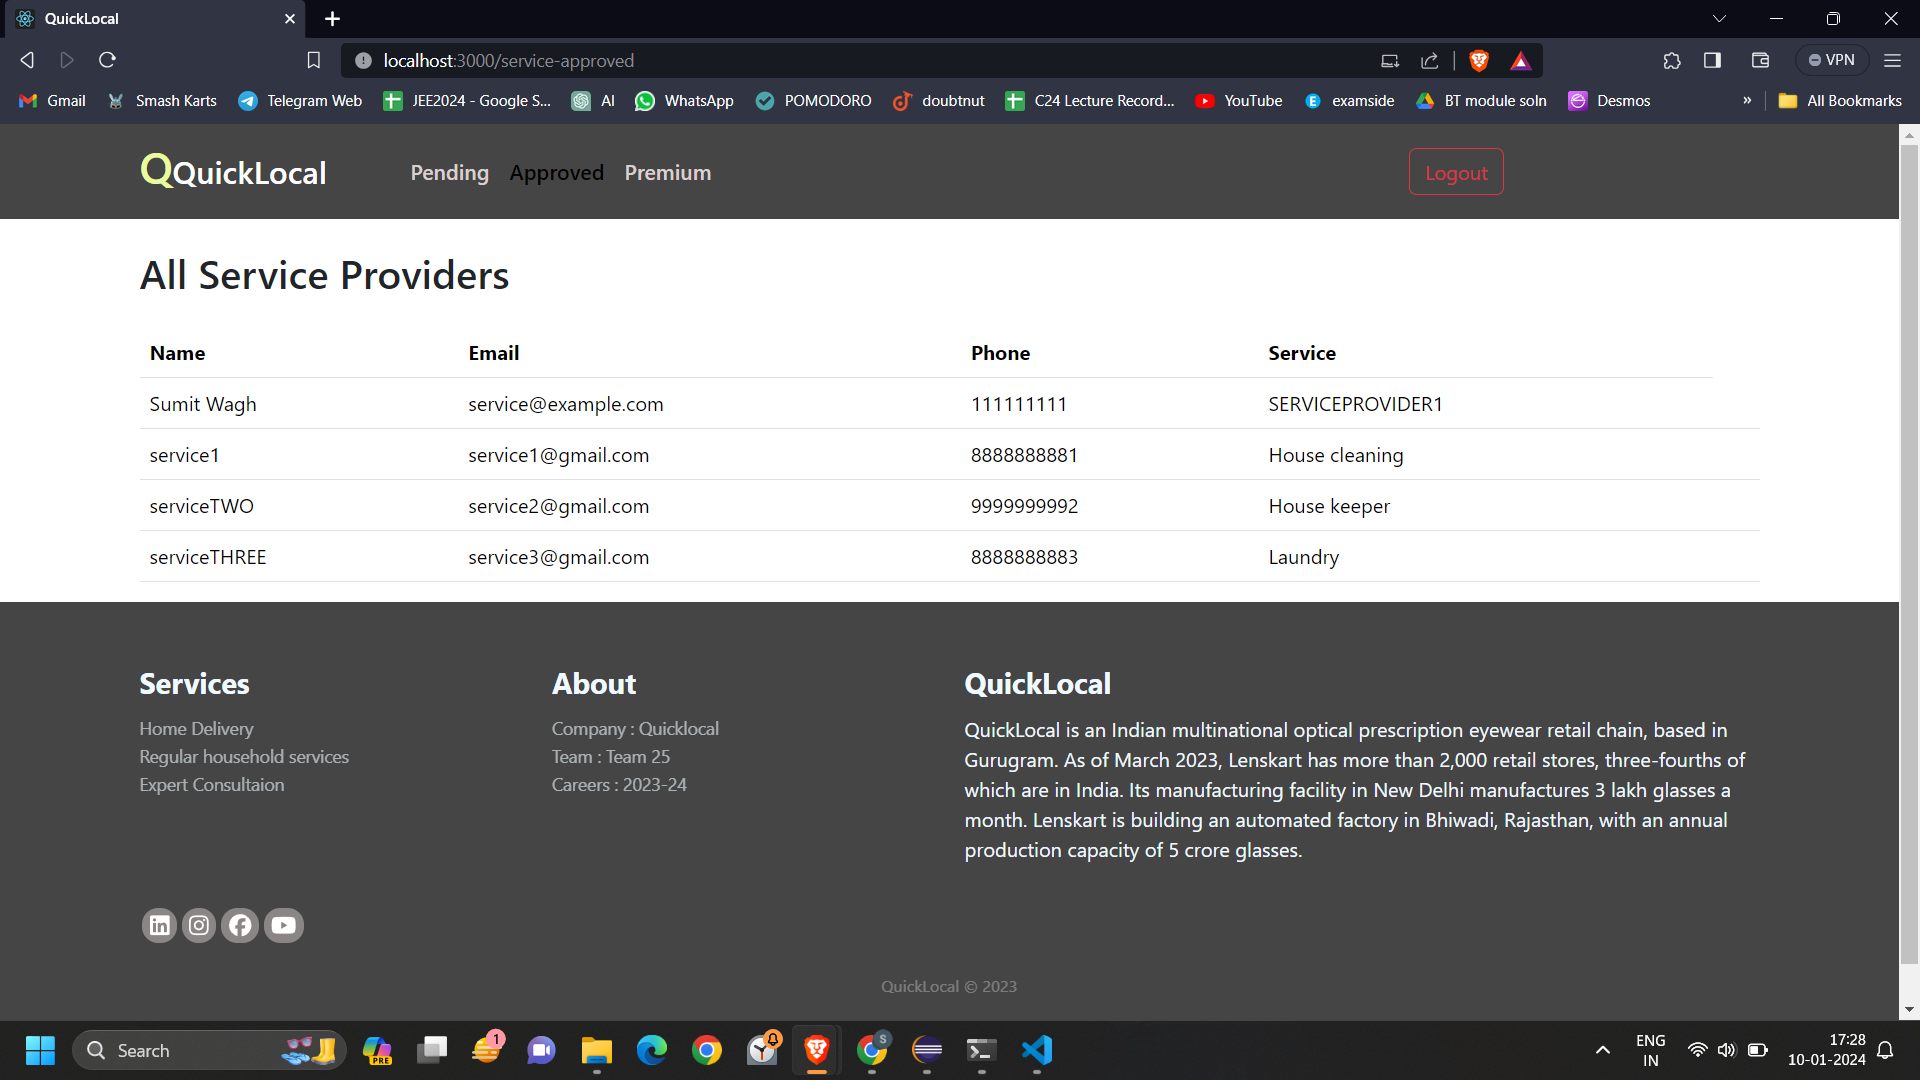 QuickLocal
localhost:3000/service-approved
VPN
Gmail
Smash Karts
Telegram Web
JEE2024 - Google S...
AI
WhatsApp
POMODORO
doubtnut
C24 Lecture Record...
YouTube
examside
BT module soln
Desmos
»
All Bookmarks
QQuickLocal
Pending
Approved
Premium
Logout
All Service Providers
Name Email Phone Service
Sumit Wagh service@example.com 111111111 SERVICEPROVIDER1
service1 service1@gmail.com 8888888881 House cleaning
serviceTWO service2@gmail.com 9999999992 House keeper
serviceTHREE service3@gmail.com 8888888883 Laundry
Services
Home Delivery
Regular household services
Expert Consultaion
About
Company : Quicklocal
Team : Team 25
Careers : 2023-24
QuickLocal
QuickLocal is an Indian multinational optical prescription eyewear retail chain, based in
Gurugram. As of March 2023, Lenskart has more than 2,000 retail stores, three-fourths of
which are in India. Its manufacturing facility in New Delhi manufactures 3 lakh glasses a
month. Lenskart is building an automated factory in Bhiwadi, Rajasthan, with an annual
production capacity of 5 crore glasses.
in
QuickLocal © 2023
Search
PRE
1
S
ENG
IN
17:28
10-01-2024